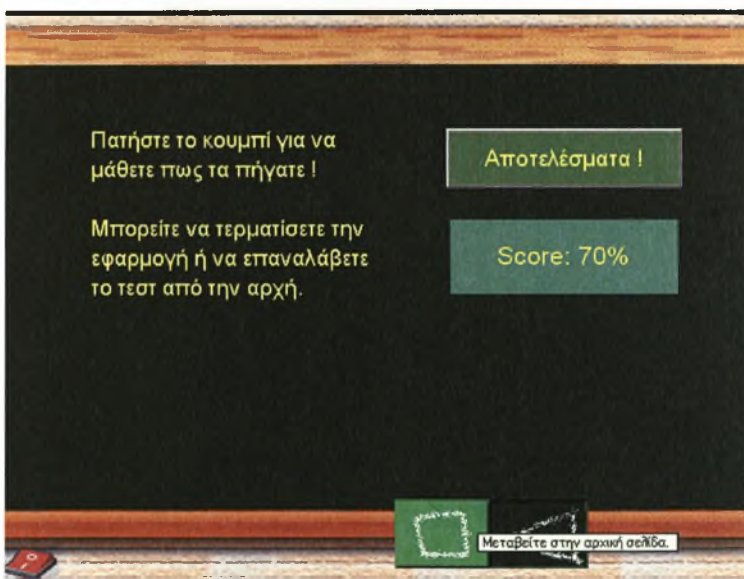 Πατήστε το κουμπί για να
μάθετε πως τα πήγατε !
Αποτελέσματα !
Μπορείτε να τερματίσετε την
εφαρμογή ή να επαναλάβετε
το τεστ από την αρχή.
Score: 70%
Μεταβείτε στην αρχική σελίδα.